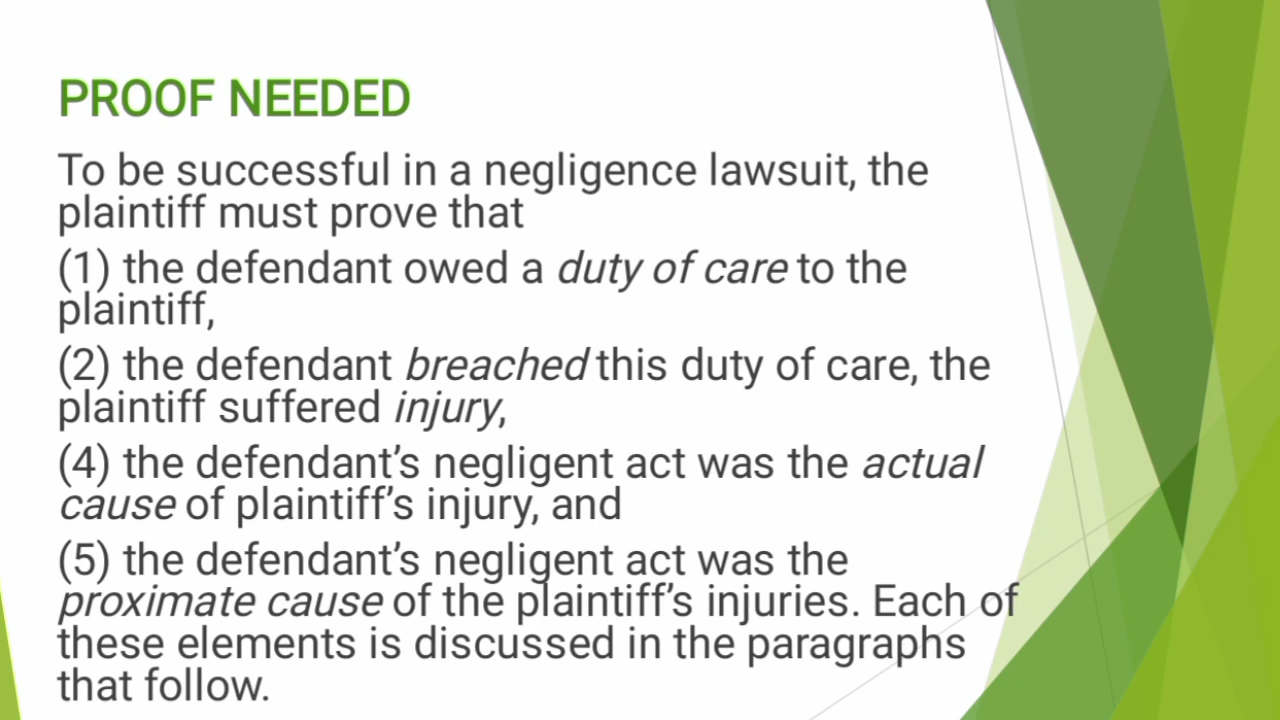 PROOF NEEDED
To be successful in a negligence lawsuit, the
plaintiff must prove that
(1) the defendant owed a duty of care to the
plaintiff,
(2) the defendant breached this duty of care, the
plaintiff suffered injury,
(4) the defendant’s negligent act was the actual
cause of plaintiff’s injury, and
(5) the defendant’s negligent act was the
proximate cause of the plaintiff’s injuries. Each of
these elements is discussed in the paragraphs
that follow.